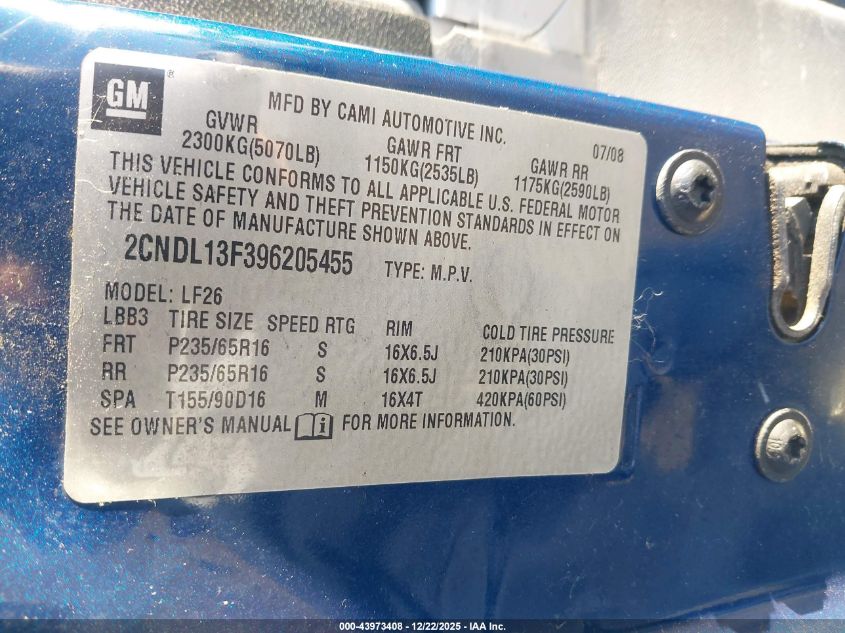 GM ®
MFD BY CAMI AUTOMOTIVE INC.
07/08
GVWR GAWR FRT GAWR RR
2300KG(5070LB) 1150KG(2535LB) 1175KG(2590LB)
THIS VEHICLE CONFORMS TO ALL APPLICABLE U.S. FEDERAL MOTOR
VEHICLE SAFETY AND THEFT PREVENTION STANDARDS IN EFFECT ON
THE DATE OF MANUFACTURE SHOWN ABOVE.
2CNDL13F396205455 TYPE: M.P.V.
MODEL: LF26
LBB3 TIRE SIZE SPEED RTG RIM COLD TIRE PRESSURE
FRT P235/65R16 S 16X6.5J 210KPA(30PSI)
RR P235/65R16 S 16X6.5J 210KPA(30PSI)
SPA T155/90D16 M 16X4T 420KPA(60PSI)
SEE OWNER'S MANUAL i FOR MORE INFORMATION.
000-43973408 - 12/22/2025 - IAA Inc.